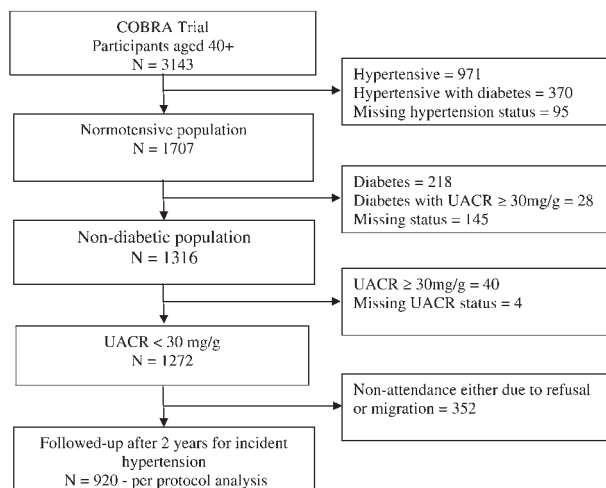 COBRA Trial
Participants aged 40+
N = 3143
Hypertensive = 971
Hypertensive with diabetes = 370
Missing hypertension status = 95
Normotensive population
N = 1707
Diabetes = 218
Diabetes with UACR ≥ 30mg/g = 28
Missing status = 145
Non-diabetic population
N = 1316
UACR ≥ 30mg/g = 40
Missing UACR status = 4
UACR < 30 mg/g
N = 1272
Non-attendance either due to refusal
or migration = 352
Followed-up after 2 years for incident
hypertension
N = 920 - per protocol analysis